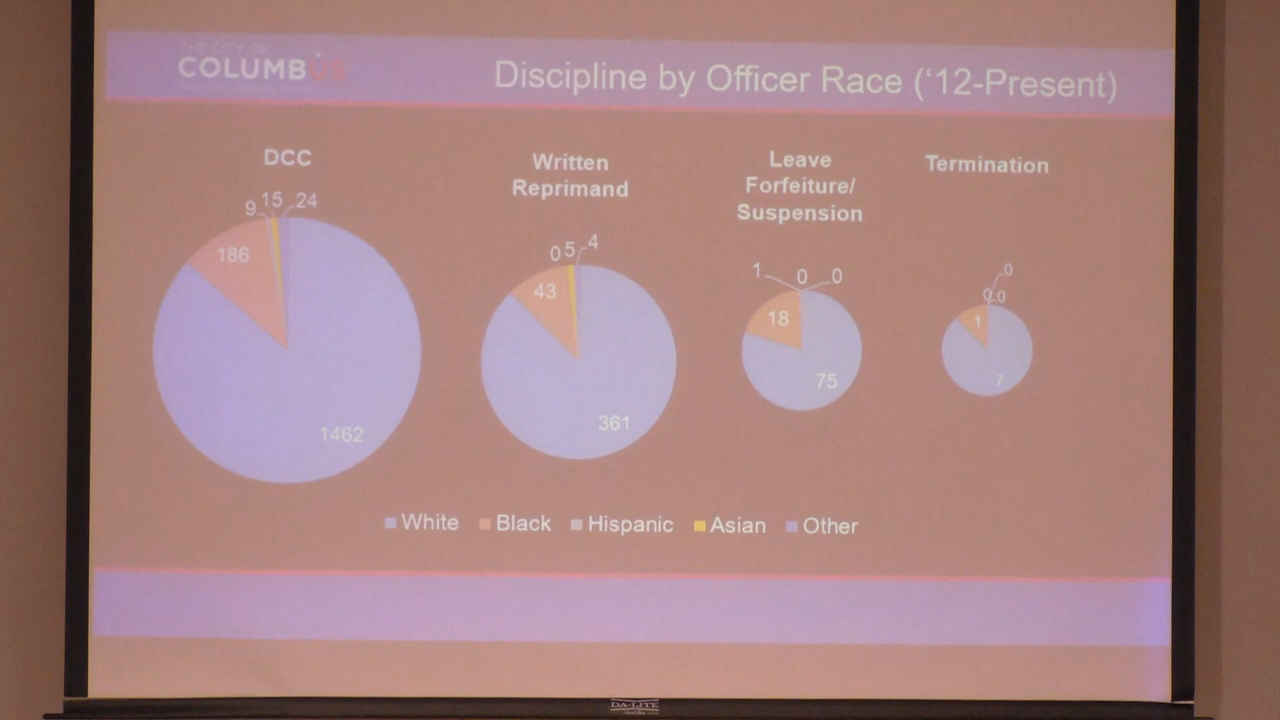 THE CITY OF
COLUMBUS
Discipline by Officer Race ('12-Present)
DCC
9 15 24
186
1462
Written
Reprimand
0 5 4
43
361
Leave
Forfeiture/
Suspension
1 0 0
18
75
Termination
0
0 0
1
7
White Black Hispanic Asian Other
DA-LITE